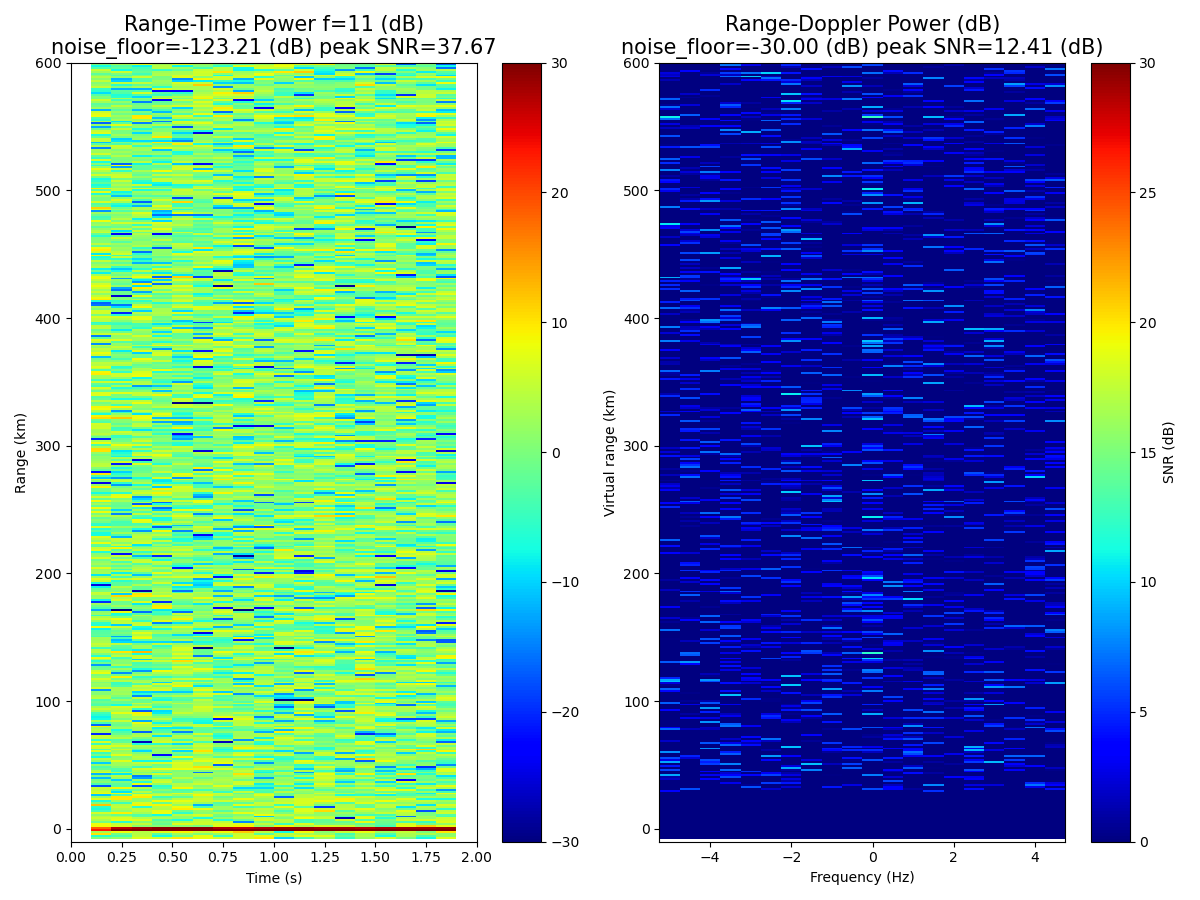 Range-Time Power f=11 (dB)
noise_floor=-123.21 (dB) peak SNR=37.67
Range-Doppler Power (dB)
noise_floor=-30.00 (dB) peak SNR=12.41 (dB)
600
500
400
300
200
100
0
Range (km)
0.00 0.25 0.50 0.75 1.00 1.25 1.50 1.75 2.00
Time (s)
30
20
10
0
−10
−20
−30
600
500
400
300
200
100
0
Virtual range (km)
−4 −2 0 2 4
Frequency (Hz)
30
25
20
15
10
5
0
SNR (dB)